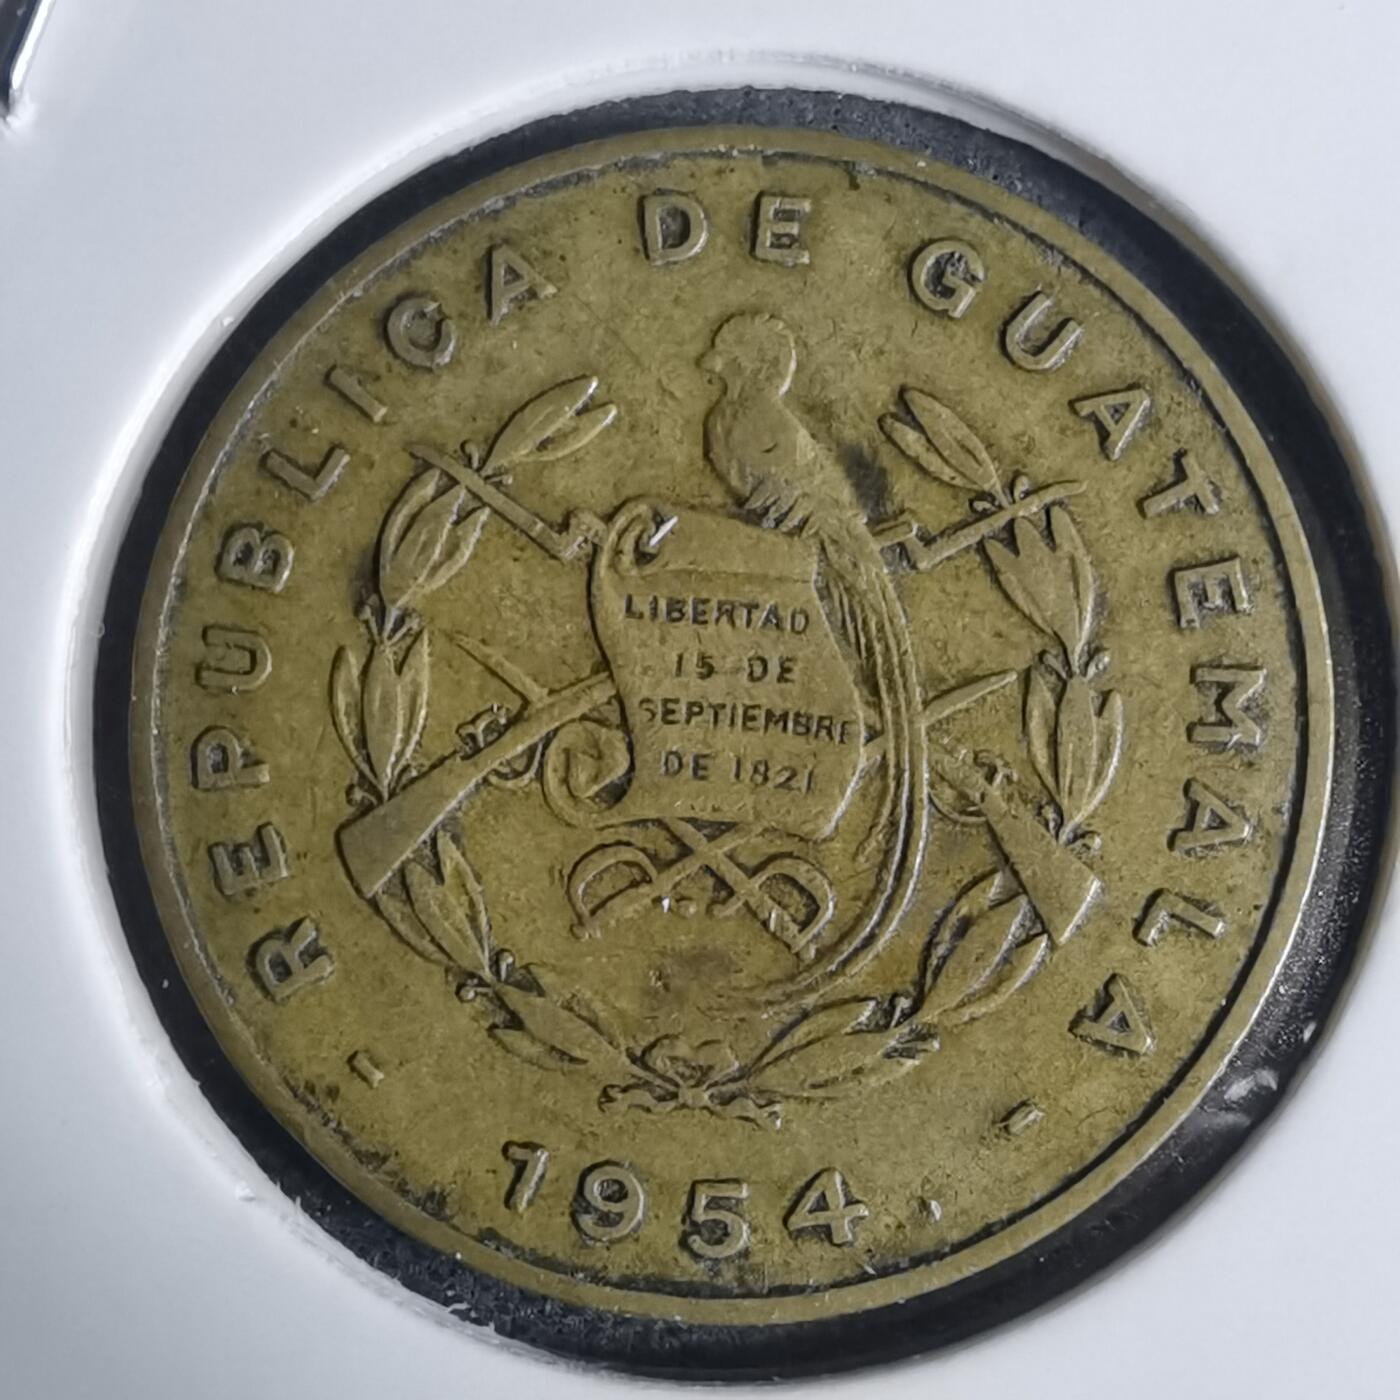 REPUBLICA DE GUATEMALA
LIBERTAD
15 DE
SEPTIEMBRE
DE 1821
- 1954. -